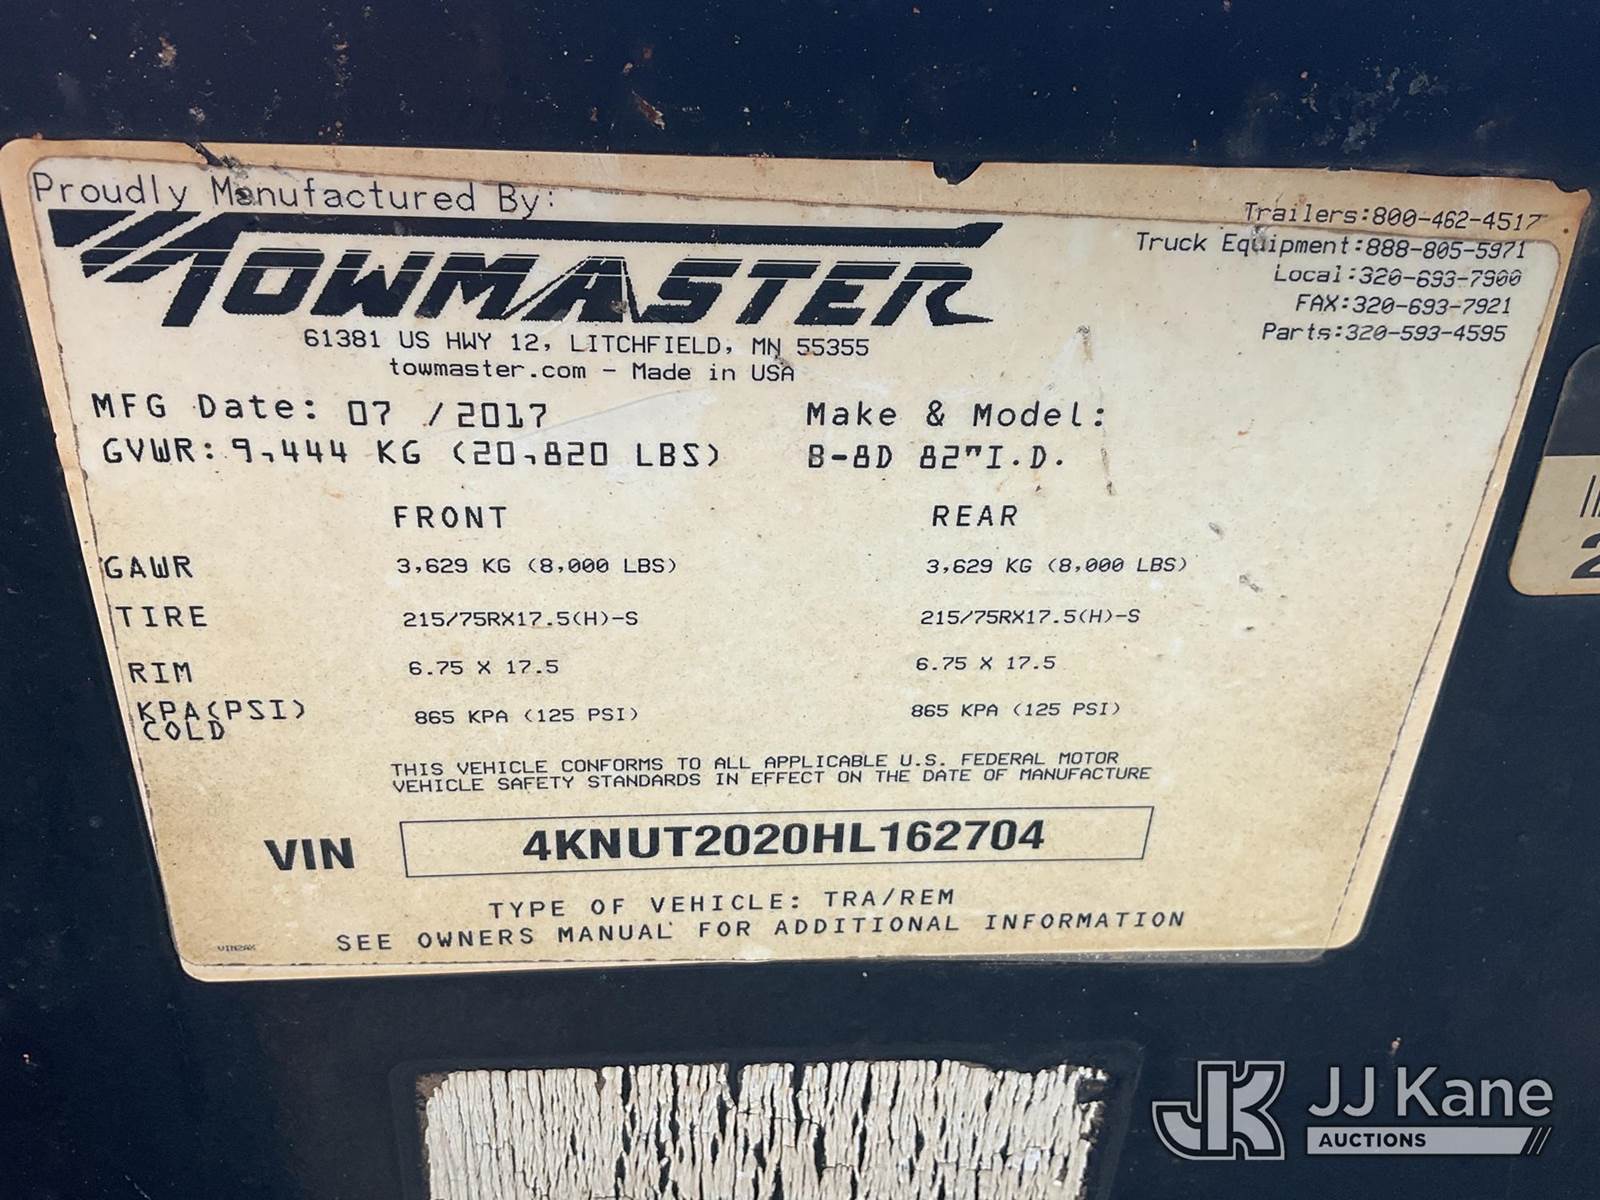 Proudly Manufactured By:
TOWMASTER
61381 US HWY 12, LITCHFIELD, MN 55355
towmaster.com - Made in USA
Trailers:800-462-4517
Truck Equipment:888-805-5971
Local:320-693-7900
FAX:320-693-7921
Parts:320-593-4595
MFG Date: 07 /2017
Make & Model:
GVWR: 9,444 KG (20,820 LBS)
B-8D 82"I.D.
FRONT REAR
GAWR 3,629 KG (8,000 LBS) 3,629 KG (8,000 LBS)
TIRE 215/75RX17.5(H)-S 215/75RX17.5(H)-S
RIM 6.75 X 17.5 6.75 X 17.5
KPA(PSI) 865 KPA (125 PSI) 865 KPA (125 PSI)
COLD
THIS VEHICLE CONFORMS TO ALL APPLICABLE U.S. FEDERAL MOTOR
VEHICLE SAFETY STANDARDS IN EFFECT ON THE DATE OF MANUFACTURE
VIN 4KNUT2020HL162704
TYPE OF VEHICLE: TRA/REM
SEE OWNERS MANUAL FOR ADDITIONAL INFORMATION
JK JJ Kane
AUCTIONS